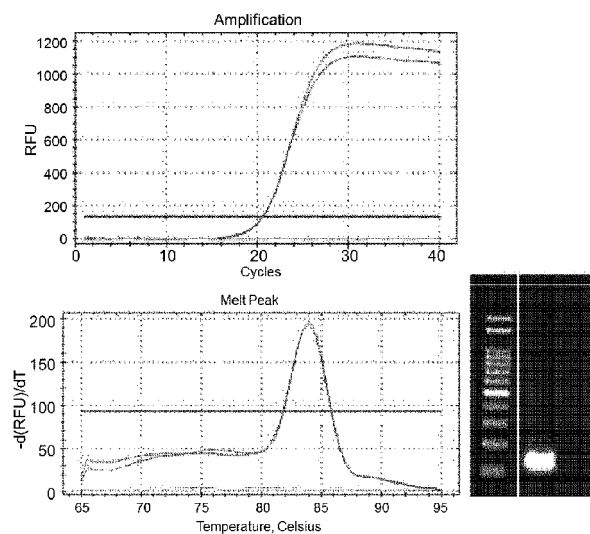 Amplification
1200
1000
800
600
400
200
0
RFU
0 10 20 30 40
Cycles
Melt Peak
200
150
100
50
0
-d(RFU)/dT
65 70 75 80 85 90 95
Temperature, Celsius